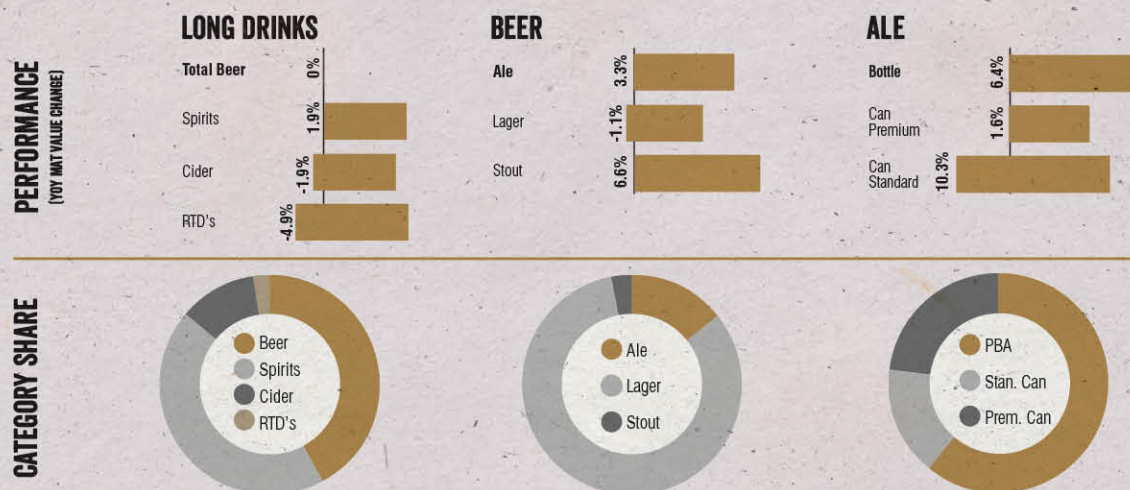 LONG DRINKS
BEER
ALE
PERFORMANCE
(YOY MAT VALUE CHANGE)
Total Beer
0%
Spirits
1.9%
Cider
-1.9%
RTD's
-4.9%
Ale
3.3%
Lager
-1.1%
Stout
6.6%
Bottle
6.4%
Can
Premium
1.6%
Can
Standard
-10.3%
CATEGORY SHARE
Beer
Spirits
Cider
RTD's
Ale
Lager
Stout
PBA
Stan. Can
Prem. Can